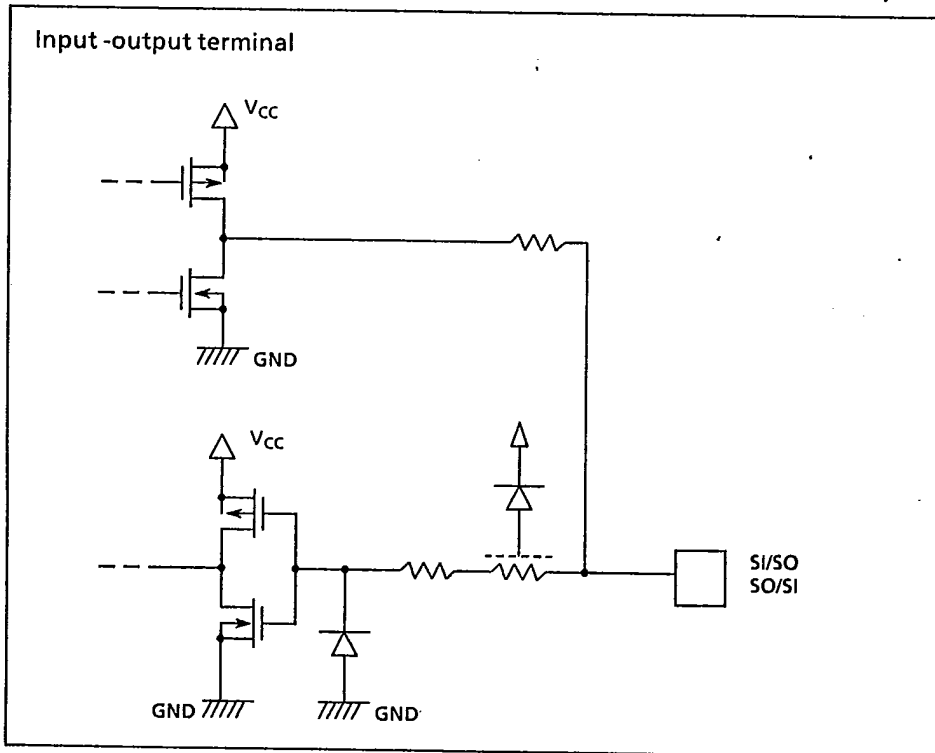 Input -output terminal
VCC
GND
VCC
SI/SO
SO/SI
GND
GND